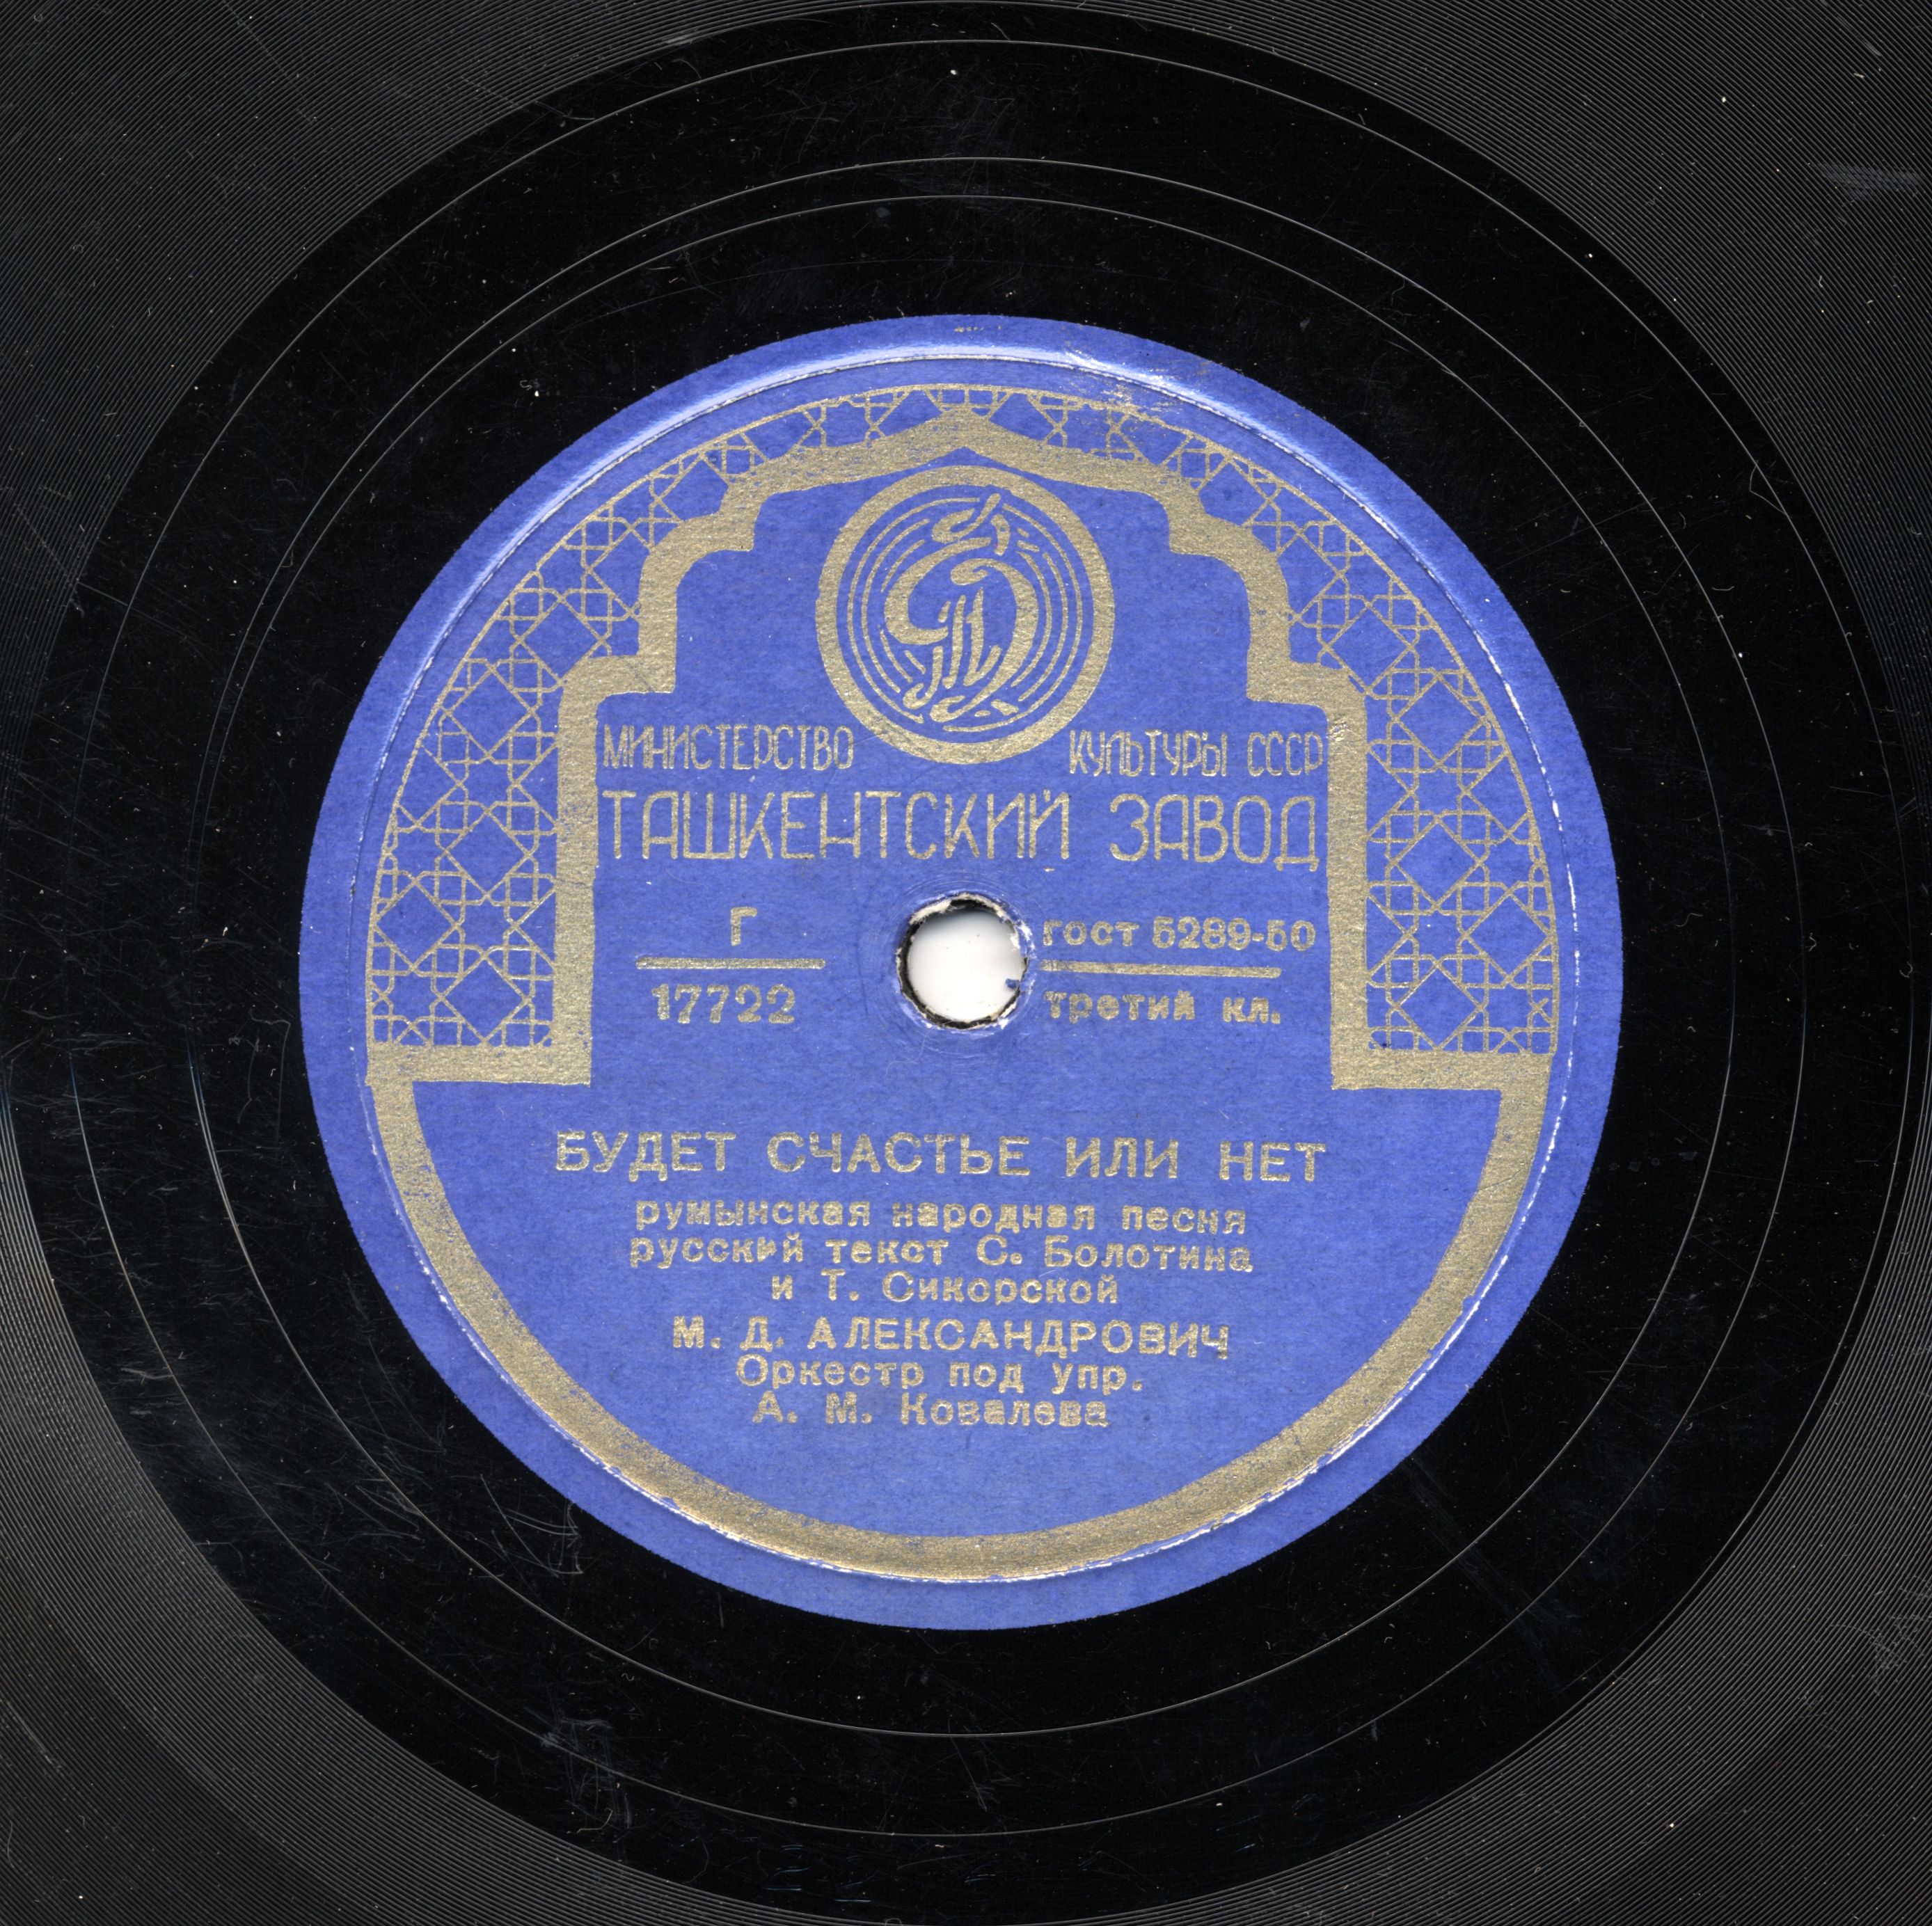 МИНИСТЕРСТВО КУЛЬТУРЫ СССР
ТАШКЕНТСКИЙ ЗАВОД
Г
17722
гост 5289-50
третий кл.
БУДЕТ СЧАСТЬЕ ИЛИ НЕТ
румынская народная песня
русский текст С. Болотина
и Т. Сикорской
М. Д. АЛЕКСАНДРОВИЧ
Оркестр под упр.
А. М. Ковалева